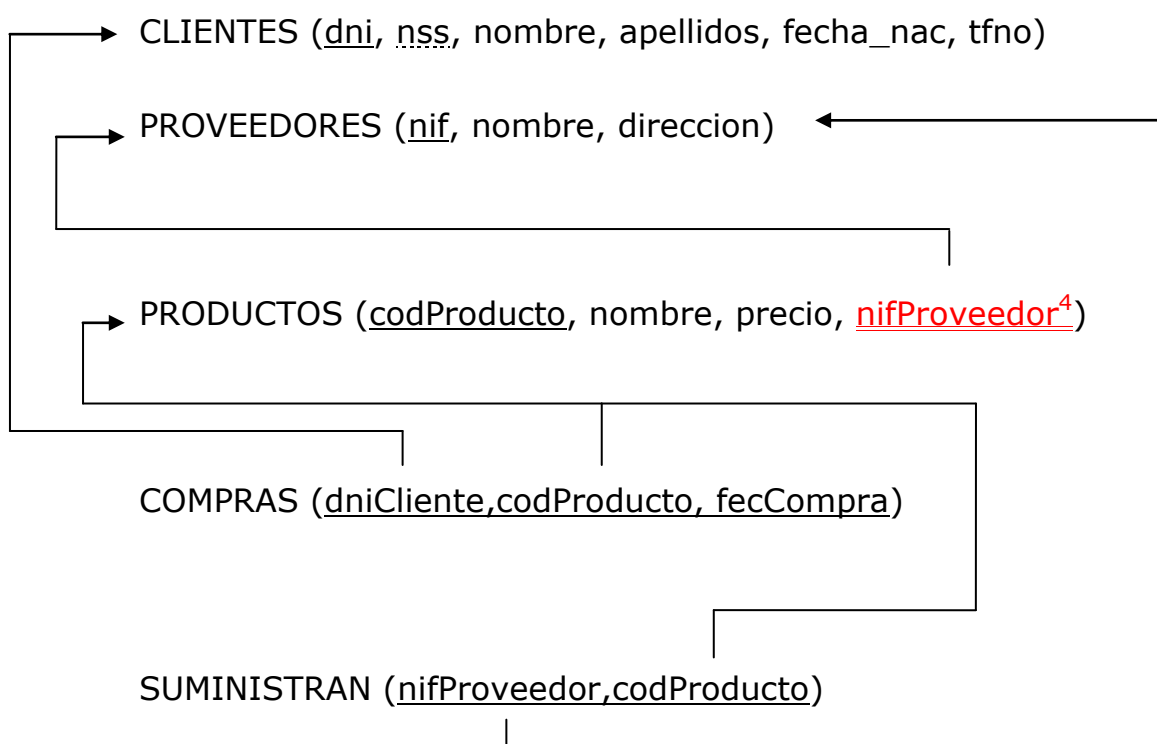 CLIENTES (dni, nss, nombre, apellidos, fecha_nac, tfno)
PROVEEDORES (nif, nombre, direccion)
PRODUCTOS (codProducto, nombre, precio, nifProveedor⁴)
COMPRAS (dniCliente,codProducto, fecCompra)
SUMINISTRAN (nifProveedor,codProducto)